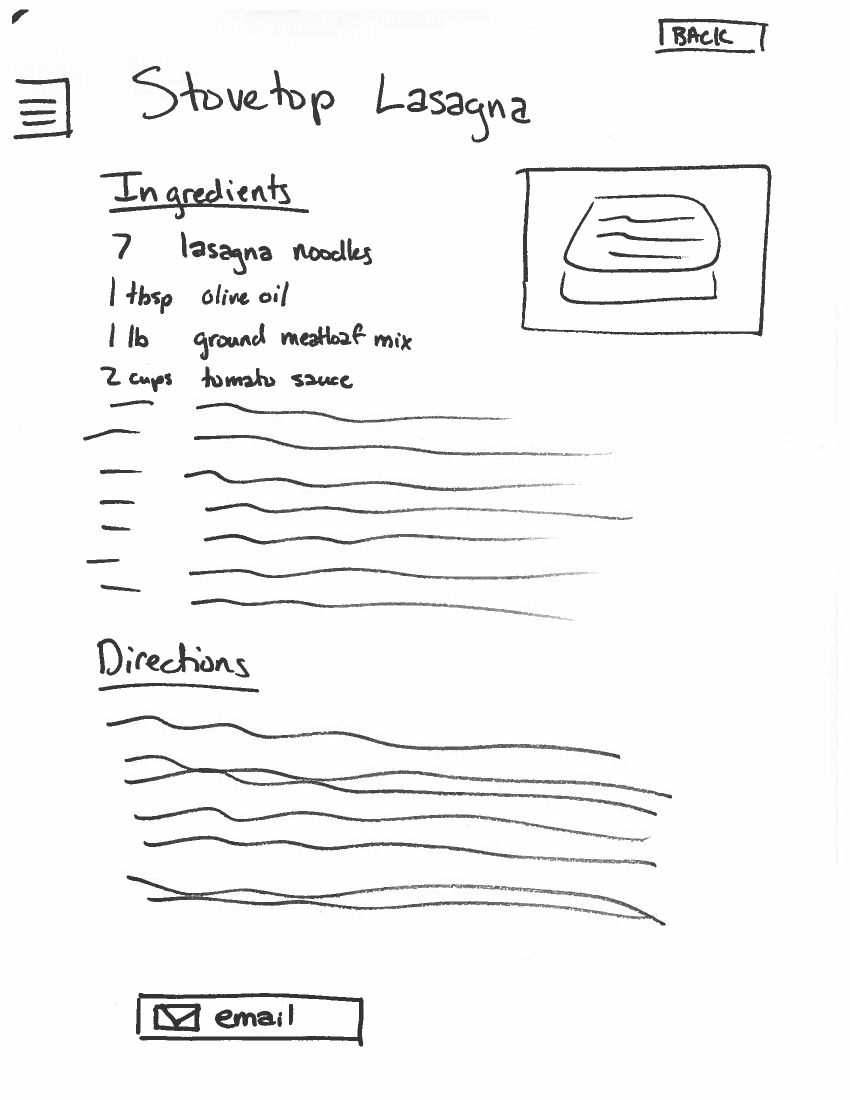 BACK
Stovetop Lasagna
Ingredients
7 lasagna noodles
1 tbsp olive oil
1 lb ground meatloaf mix
2 cups tomato sauce
Directions
email